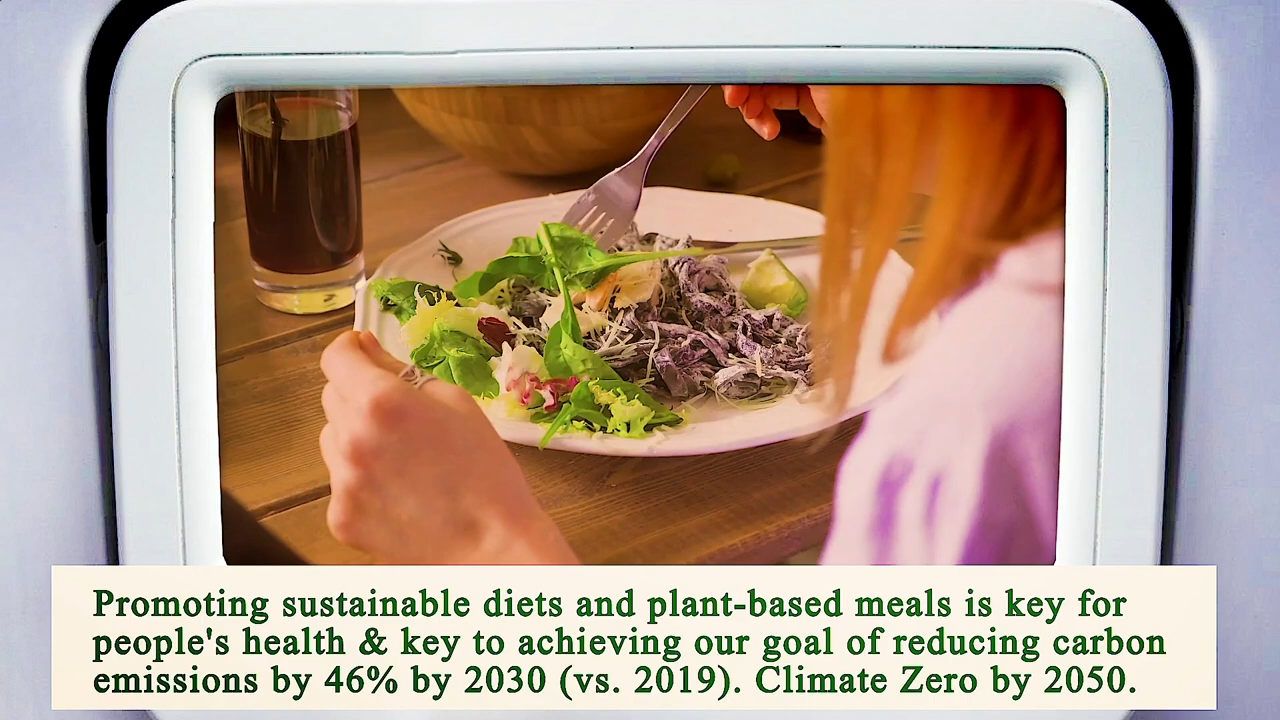 Promoting sustainable diets and plant-based meals is key for
people's health & key to achieving our goal of reducing carbon
emissions by 46% by 2030 (vs. 2019). Climate Zero by 2050.